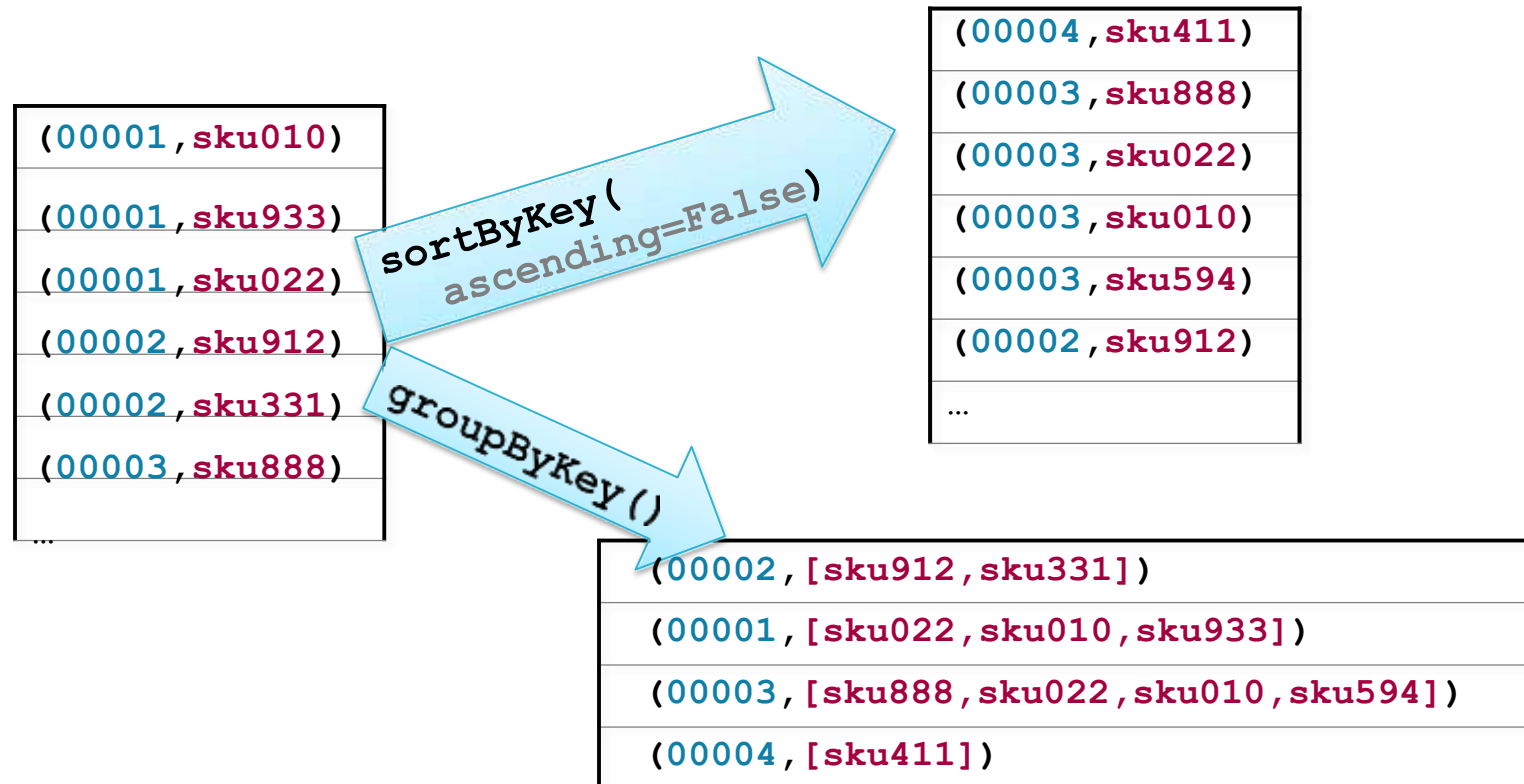 (00001,sku010)
(00001,sku933)
(00001,sku022)
(00002,sku912)
(00002,sku331)
(00003,sku888)
…
sortByKey(
ascending=False)
groupByKey()
(00004,sku411)
(00003,sku888)
(00003,sku022)
(00003,sku010)
(00003,sku594)
(00002,sku912)
…
(00002,[sku912,sku331])
(00001,[sku022,sku010,sku933])
(00003,[sku888,sku022,sku010,sku594])
(00004,[sku411])